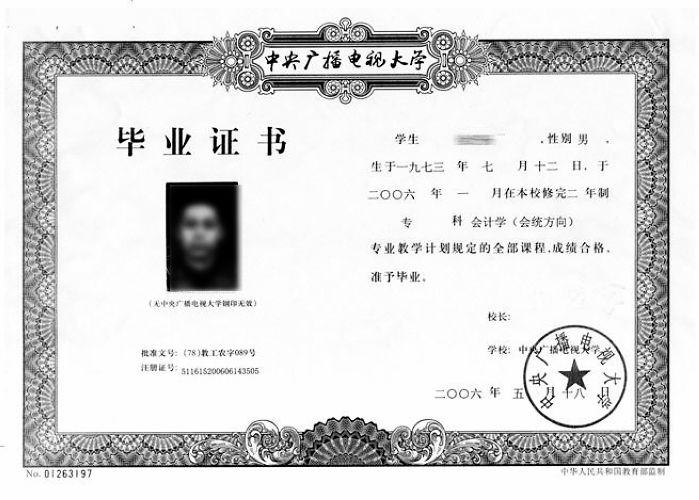 中央广播电视大学
毕业证书
(无中央广播电视大学钢印无效)
批准文号: (78)教工农字089号
注册证号: 511615200606143505
学生 , 性别 男 ,
生于一九七三 年 七 月 十二 日, 于
二〇〇六 年 一 月在本校修完二 年制
专 科 会计学(会统方向)
专业教学计划规定的全部课程,成绩合格,
准予毕业。
校长:
学校: 中央广播电视大学
二〇〇六 年 五 月 十八 日
中央广播电视大学
No. 01263197
中华人民共和国教育部监制